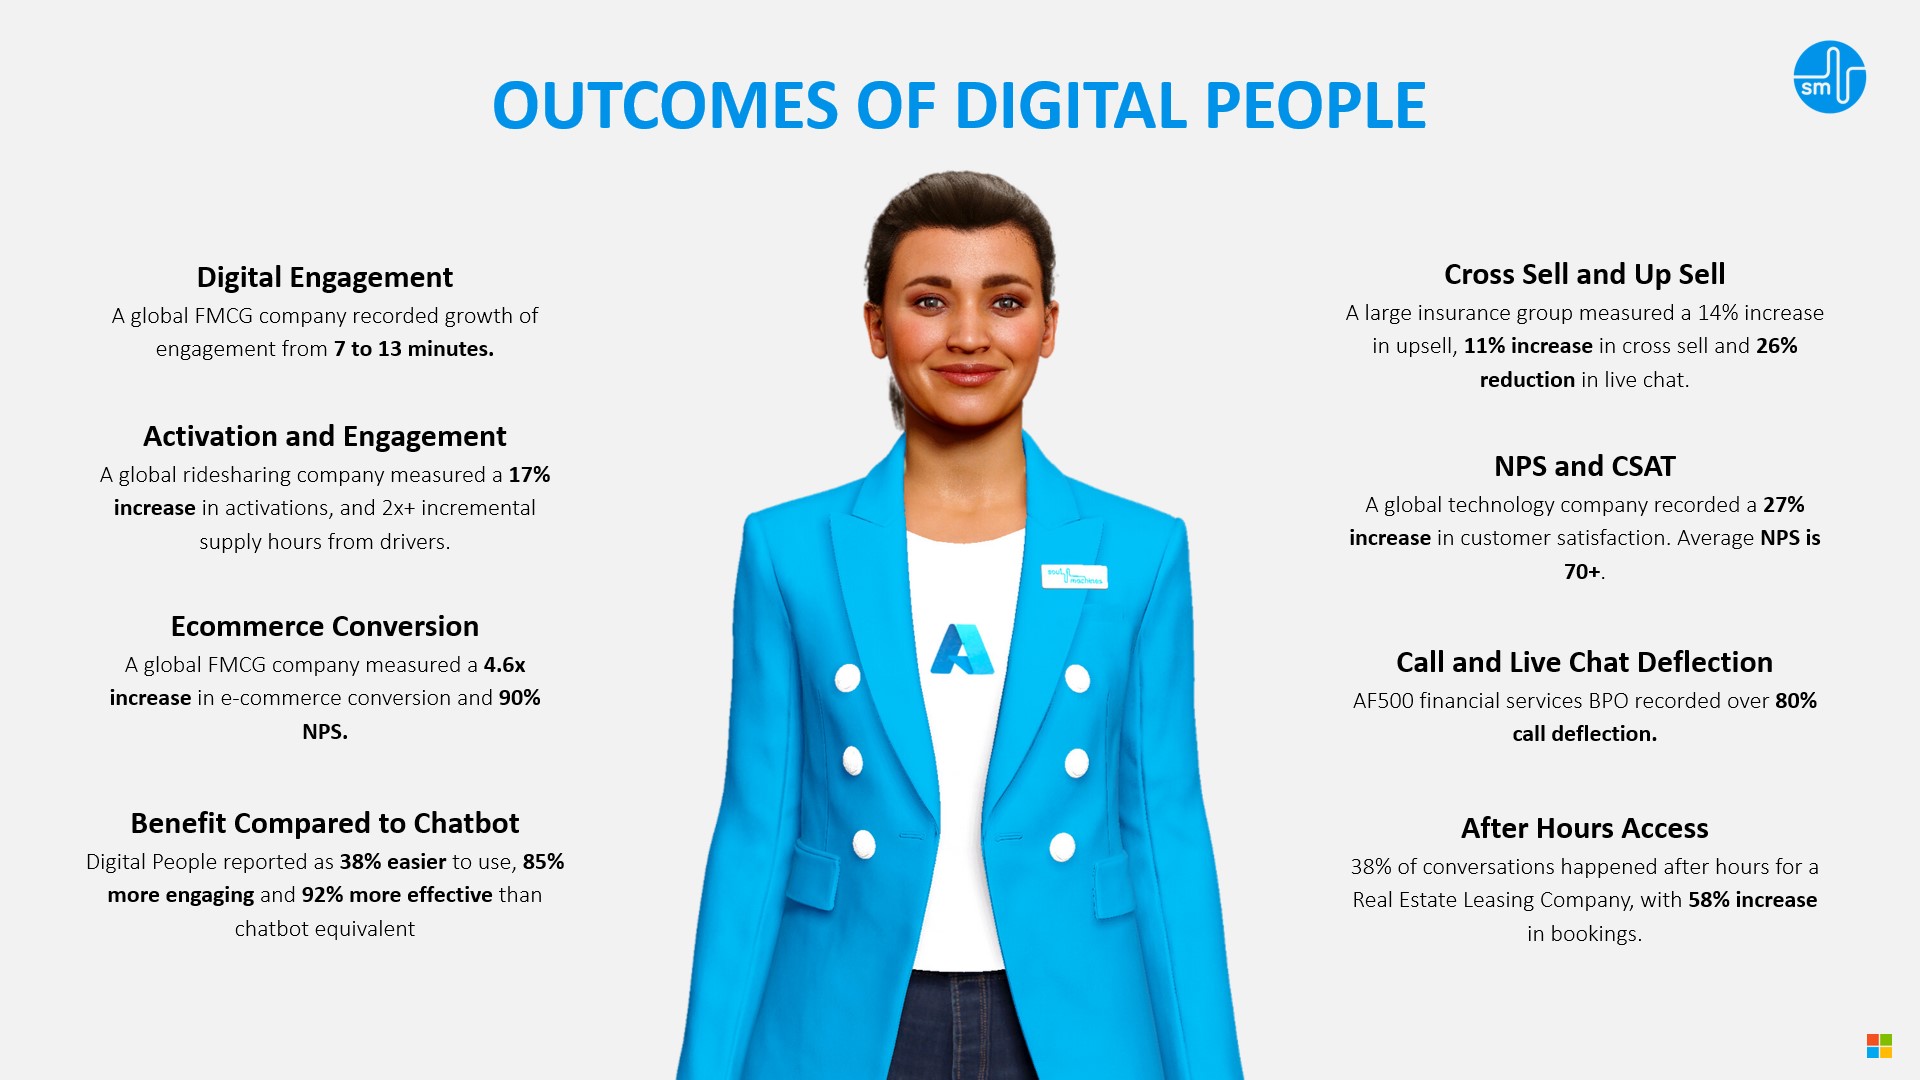 OUTCOMES OF DIGITAL PEOPLE
sm
Digital Engagement
A global FMCG company recorded growth of
engagement from 7 to 13 minutes.
Activation and Engagement
A global ridesharing company measured a 17%
increase in activations, and 2x+ incremental
supply hours from drivers.
Ecommerce Conversion
A global FMCG company measured a 4.6x
increase in e-commerce conversion and 90%
NPS.
Benefit Compared to Chatbot
Digital People reported as 38% easier to use, 85%
more engaging and 92% more effective than
chatbot equivalent
soul
machines
Cross Sell and Up Sell
A large insurance group measured a 14% increase
in upsell, 11% increase in cross sell and 26%
reduction in live chat.
NPS and CSAT
A global technology company recorded a 27%
increase in customer satisfaction. Average NPS is
70+.
Call and Live Chat Deflection
AF500 financial services BPO recorded over 80%
call deflection.
After Hours Access
38% of conversations happened after hours for a
Real Estate Leasing Company, with 58% increase
in bookings.